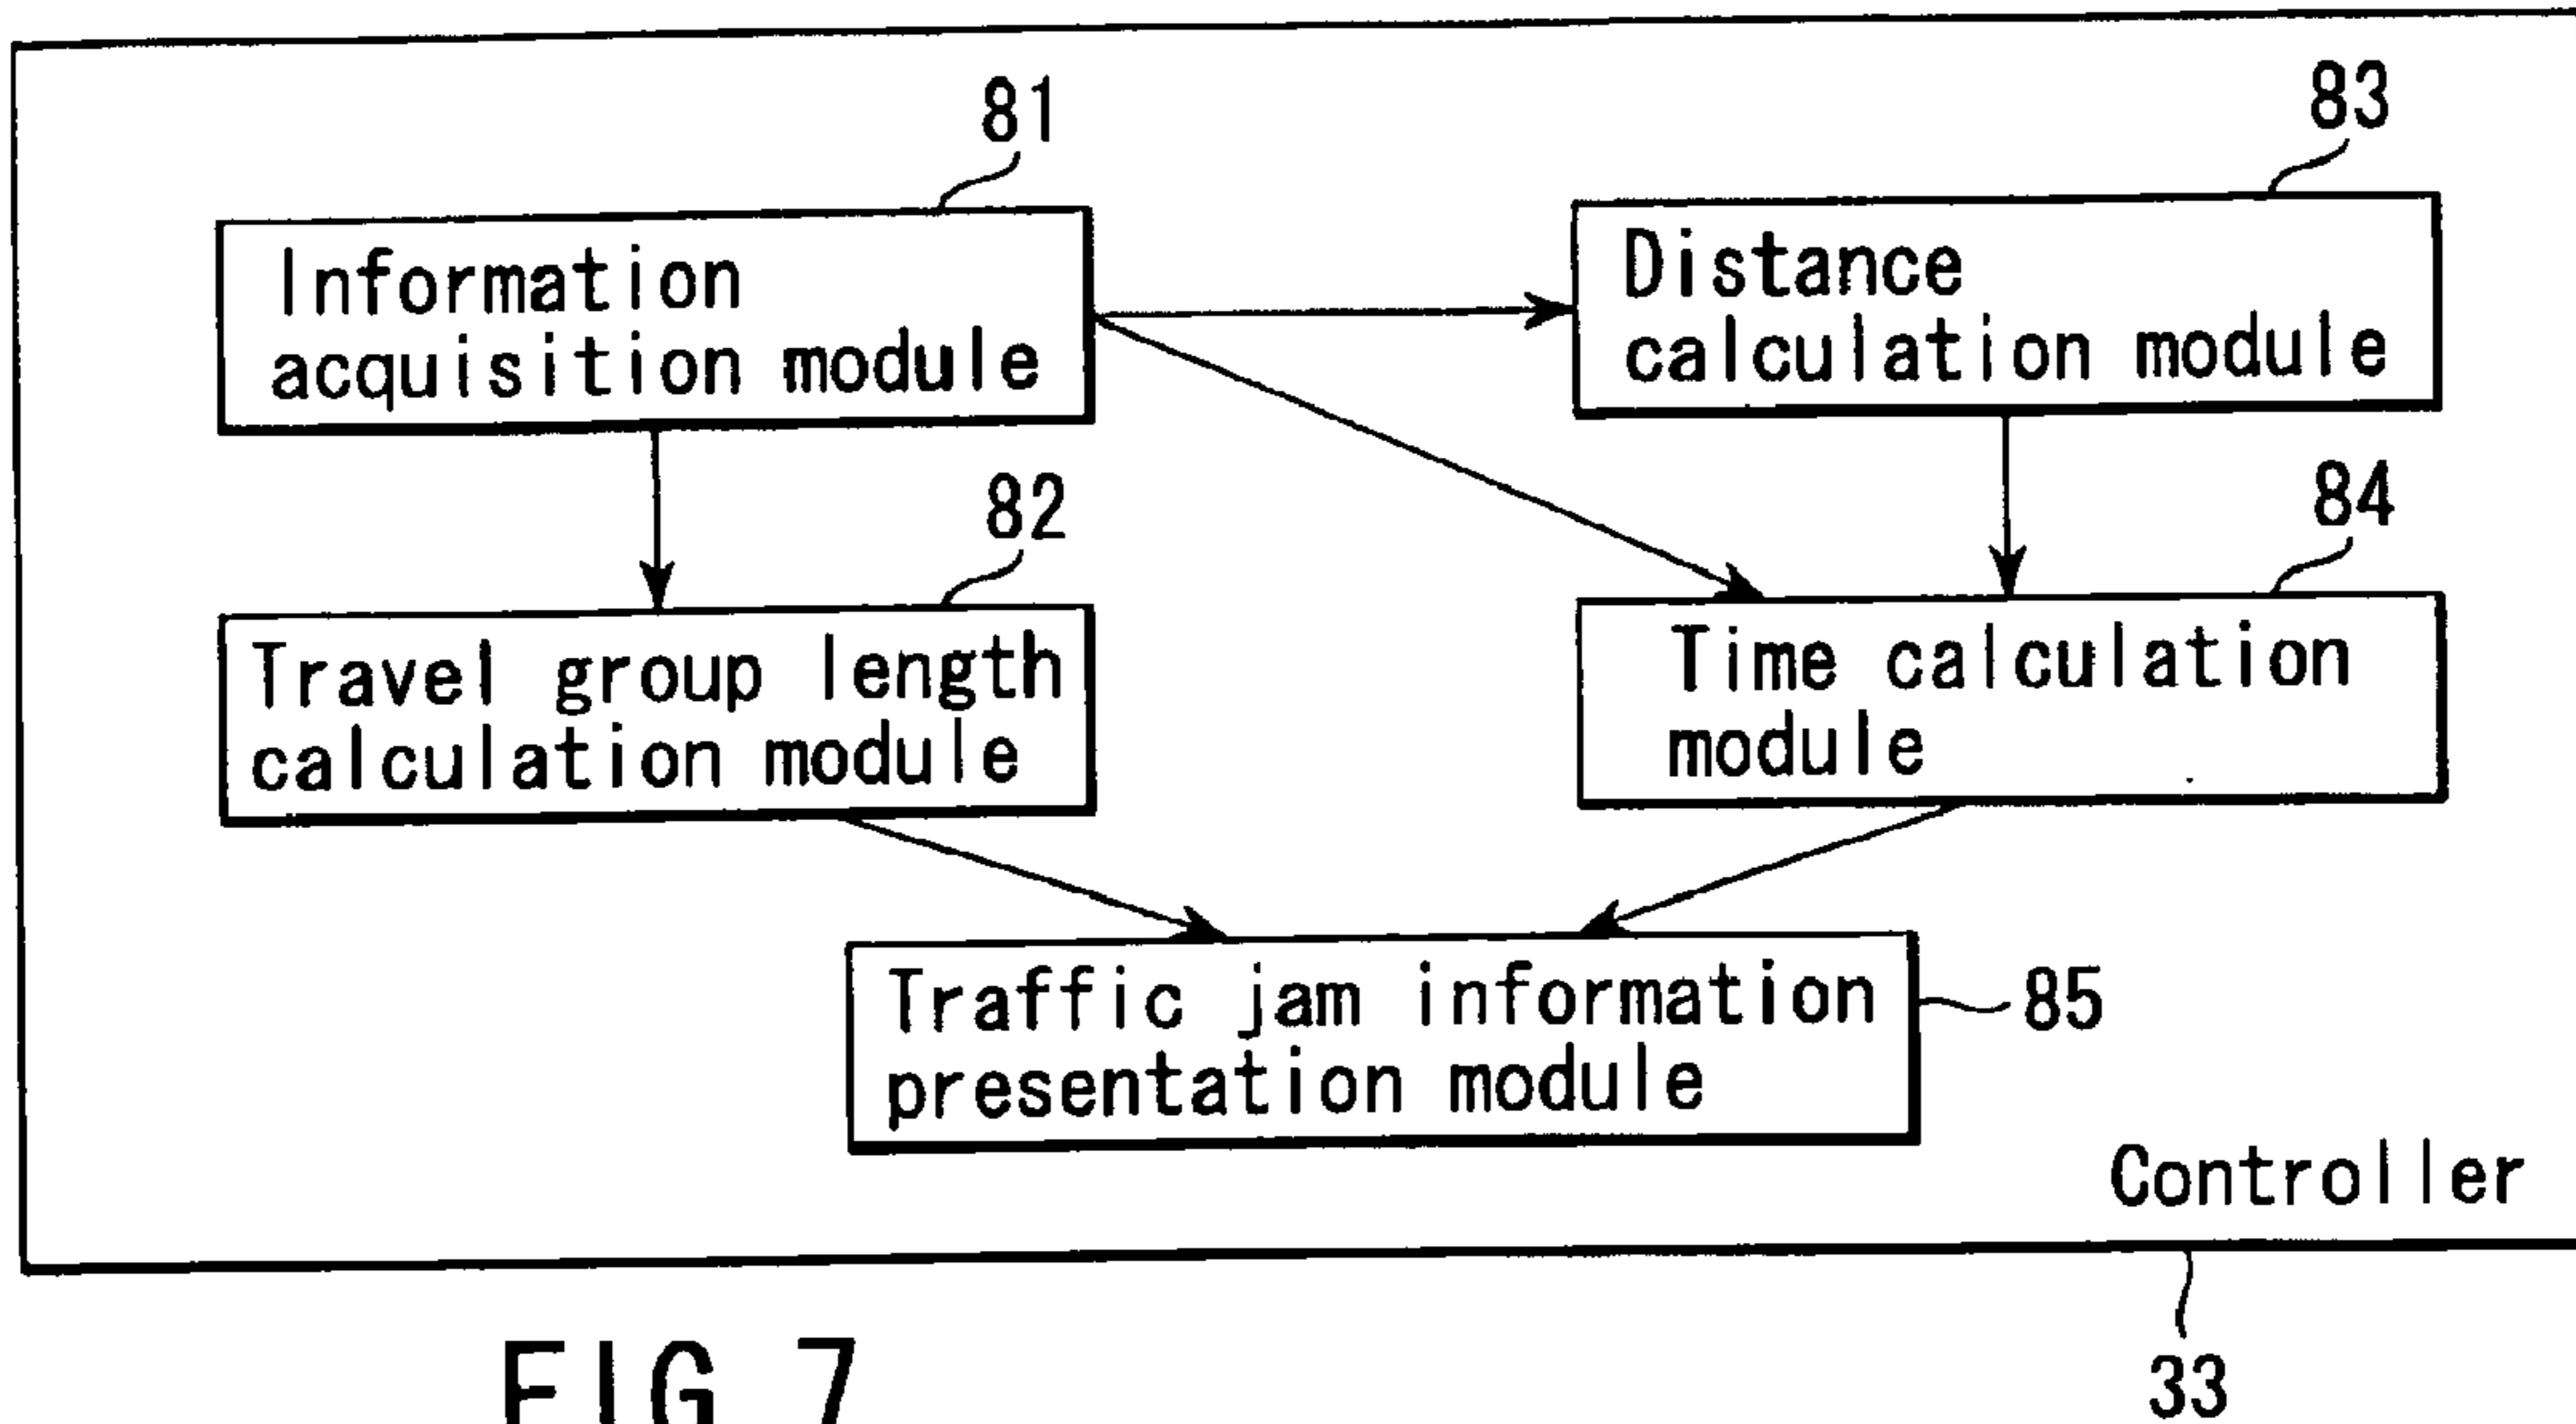 81
Information
acquisition module
83
Distance
calculation module
82
Travel group length
calculation module
84
Time calculation
module
Traffic jam information
presentation module
85
Controller
33
FIG 7